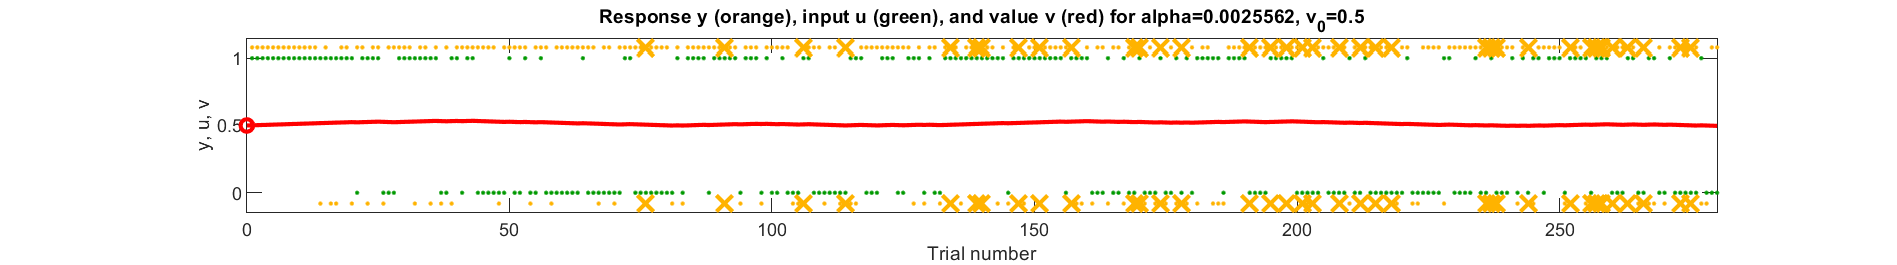 Response y (orange), input u (green), and value v (red) for alpha=0.0025562, v0=0.5
1
0.5
0
y, u, v
0 50 100 150 200 250
Trial number